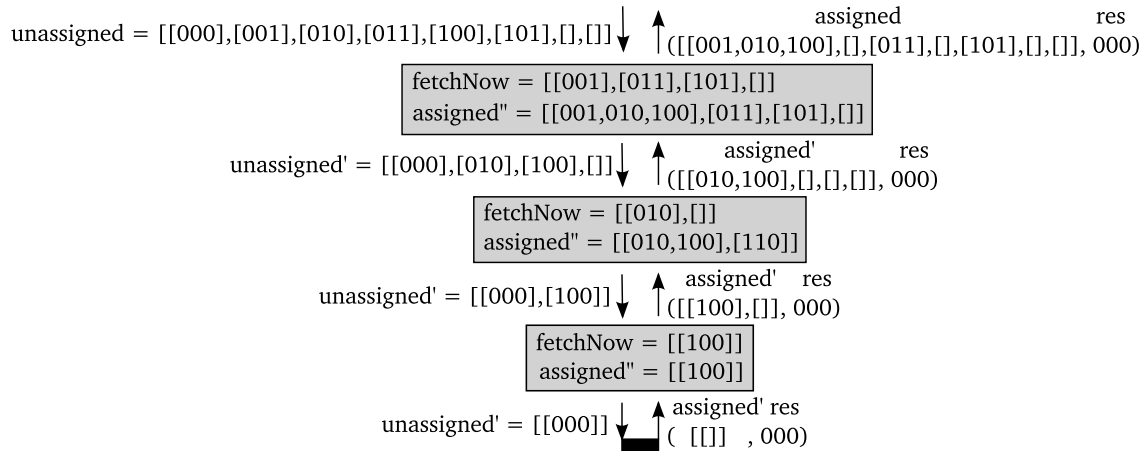 assigned res
unassigned = [[000],[001],[010],[011],[100],[101],[],[]]
([[001,010,100],[],[011],[],[101],[],[]], 000)
fetchNow = [[001],[011],[101],[]]
assigned" = [[001,010,100],[011],[101],[]]
assigned' res
unassigned' = [[000],[010],[100],[]]
([[010,100],[],[],[]], 000)
fetchNow = [[010],[]]
assigned" = [[010,100],[110]]
assigned' res
unassigned' = [[000],[100]]
([[100],[]], 000)
fetchNow = [[100]]
assigned" = [[100]]
assigned' res
unassigned' = [[000]]
( [[]] , 000)